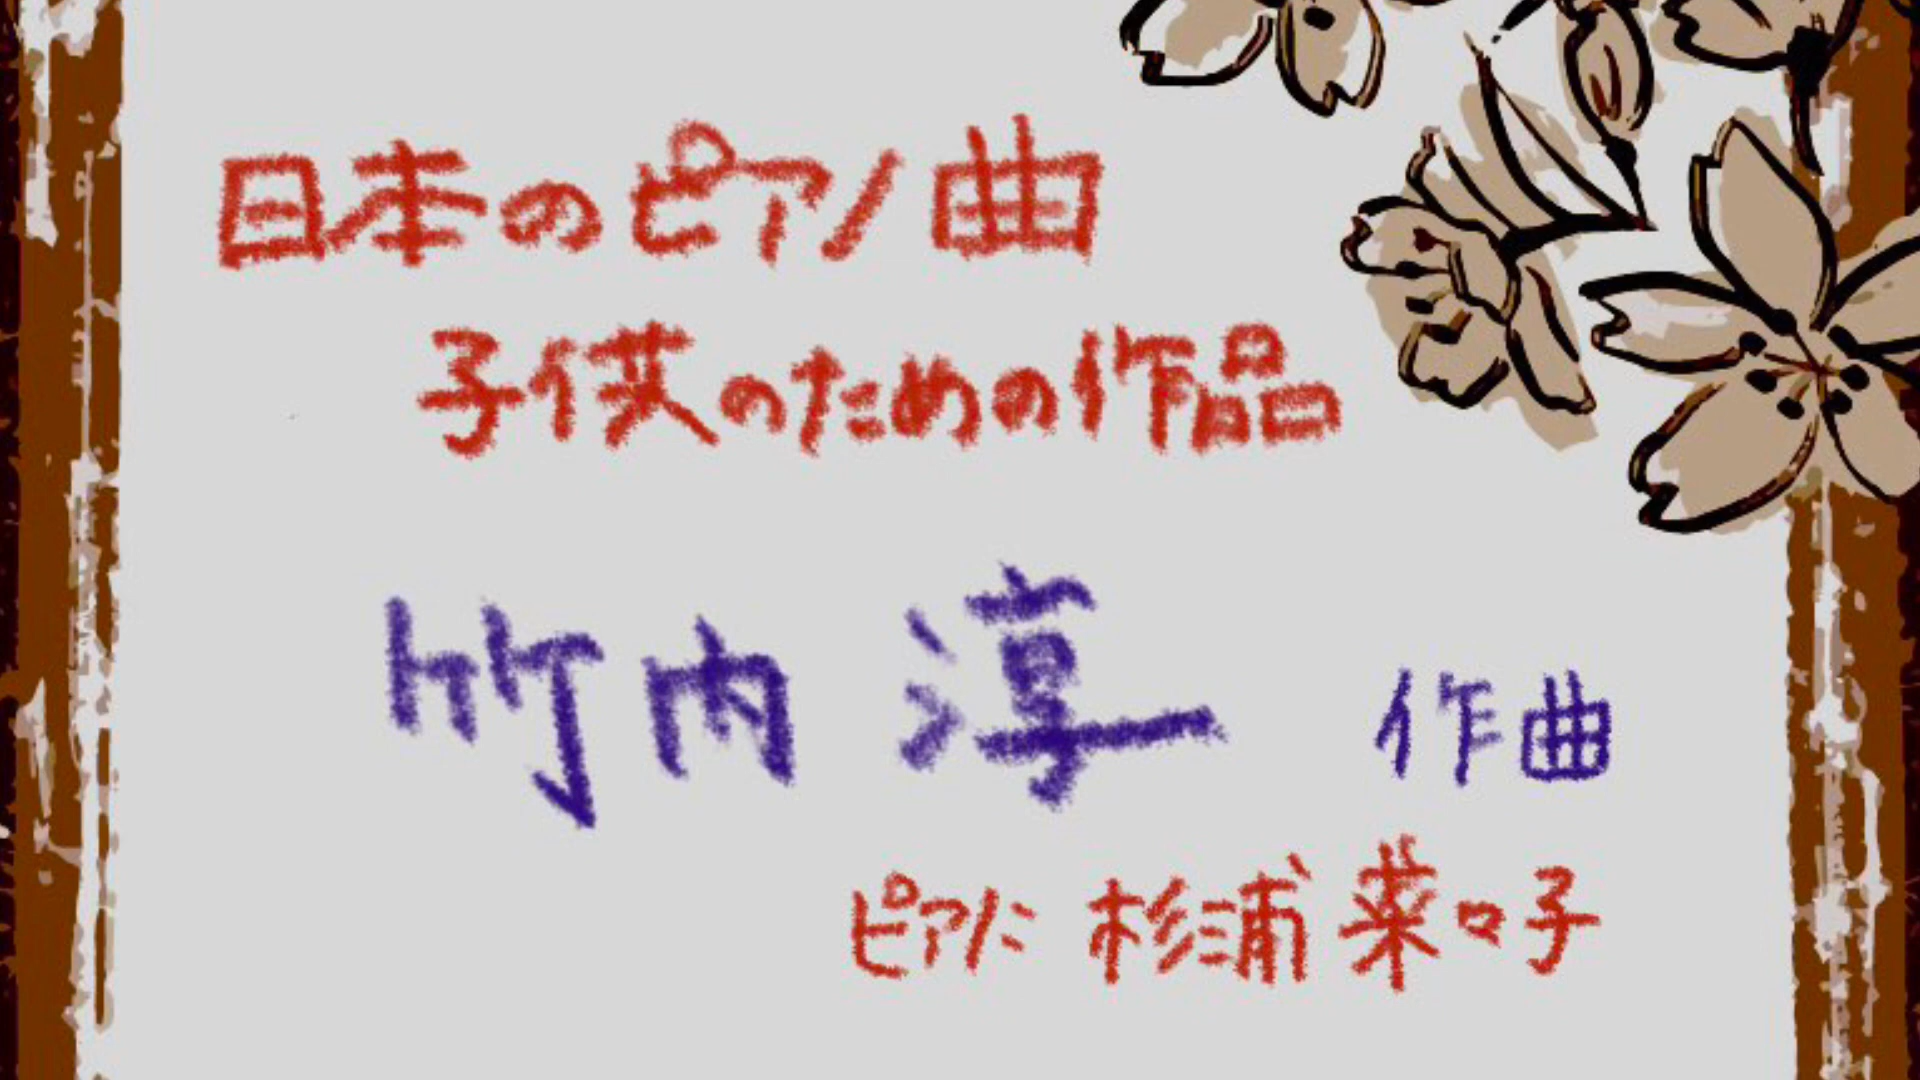 日本のピアノ曲
子供のための作品
竹内 淳 作曲
ピアノ: 杉浦 菜々子